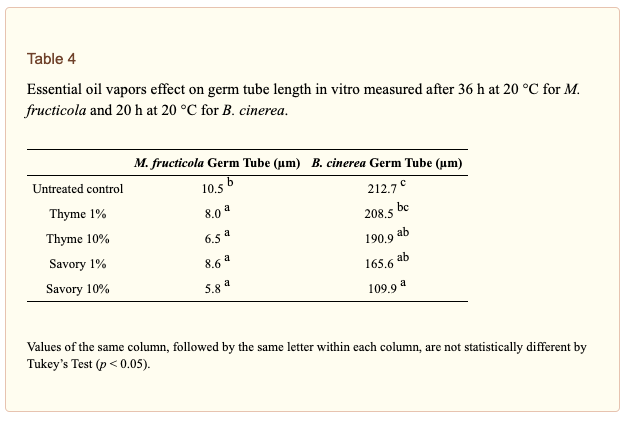 Table 4
Essential oil vapors effect on germ tube length in vitro measured after 36 h at 20 °C for M.
fructicola and 20 h at 20 °C for B. cinerea.
M. fructicola Germ Tube (μm) B. cinerea Germ Tube (μm)
Untreated control 10.5 b 212.7 c
Thyme 1% 8.0 a 208.5 bc
Thyme 10% 6.5 a 190.9 ab
Savory 1% 8.6 a 165.6 ab
Savory 10% 5.8 a 109.9 a
Values of the same column, followed by the same letter within each column, are not statistically different by
Tukey’s Test (p < 0.05).